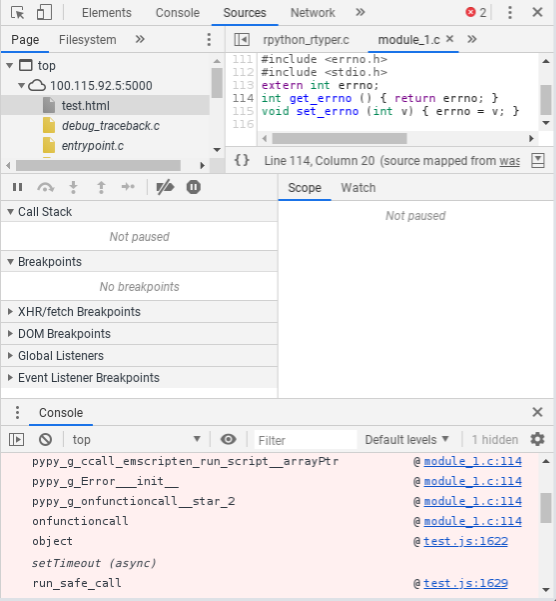 Elements Console Sources Network » 2
Page Filesystem »
rpython_rtyper.c module_1.c × »
top
100.115.92.5:5000
test.html
debug_traceback.c
entrypoint.c
111 #include <errno.h>
112 #include <stdio.h>
113 extern int errno;
114 int get_errno () { return errno; }
115 void set_errno (int v) { errno = v; }
116
{} Line 114, Column 20 (source mapped from was
Scope Watch
Call Stack
Not paused
Breakpoints
No breakpoints
XHR/fetch Breakpoints
DOM Breakpoints
Global Listeners
Event Listener Breakpoints
Not paused
Console
top Filter Default levels 1 hidden
pypy_g_ccall_emscripten_run_script__arrayPtr @ module_1.c:114
pypy_g_Error___init__ @ module_1.c:114
pypy_g_onfunctioncall__star_2 @ module_1.c:114
onfunctioncall @ module_1.c:114
object @ test.js:1622
setTimeout (async)
run_safe_call @ test.js:1629